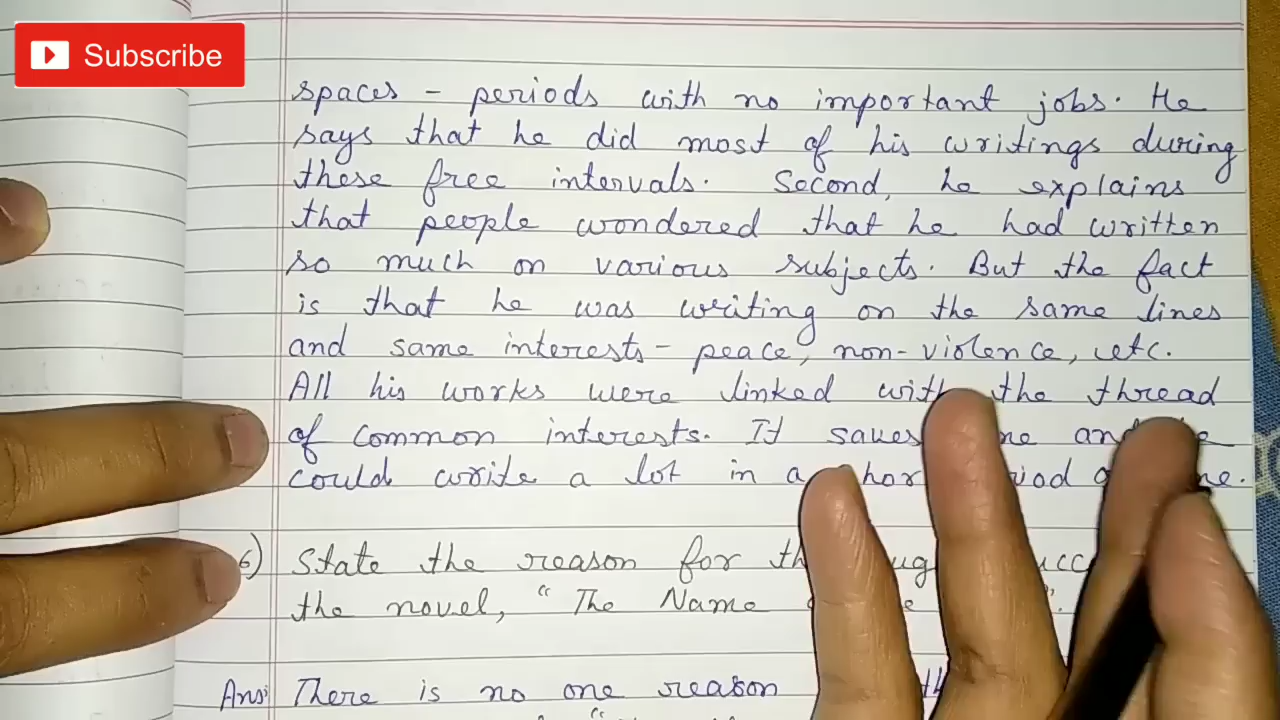 Subscribe
spaces - periods with no important jobs. He
says that he did most of his writings during
these free intervals. Second, he explains
that people wondered that he had written
so much on various subjects. But the fact
is that he was writing on the same lines
and same interests - peace, non-violence, etc.
All his works were linked with the thread
of common interests. It saves and
could write a lot in a
6) State the reason for
the novel, "The Name
Ans: There is no one reason